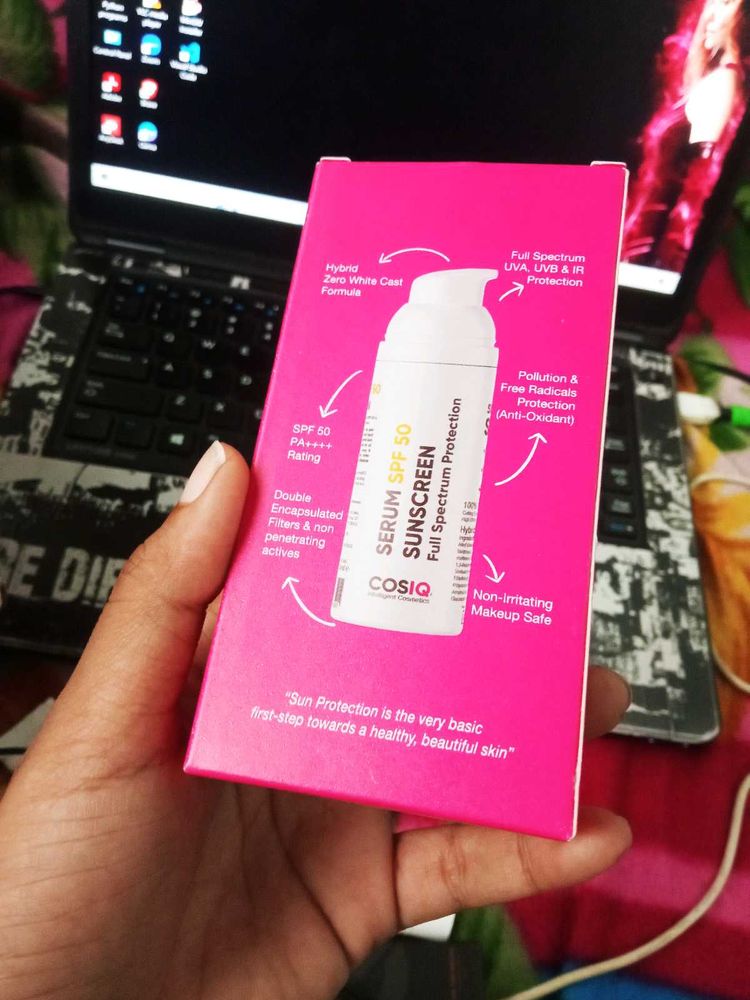 Hybrid
Zero White Cast
Formula
Full Spectrum
UVA, UVB & IR
Protection
SPF 50
PA++++
Rating
Pollution &
Free Radicals
Protection
(Anti-Oxidant)
Double
Encapsulated
Filters & non
penetrating
actives
Non-Irritating
Makeup Safe
SERUM SPF 50
SUNSCREEN
Full Spectrum Protection
COSIQ
Intelligent Cosmetics
"Sun Protection is the very basic
first-step towards a healthy, beautiful skin"